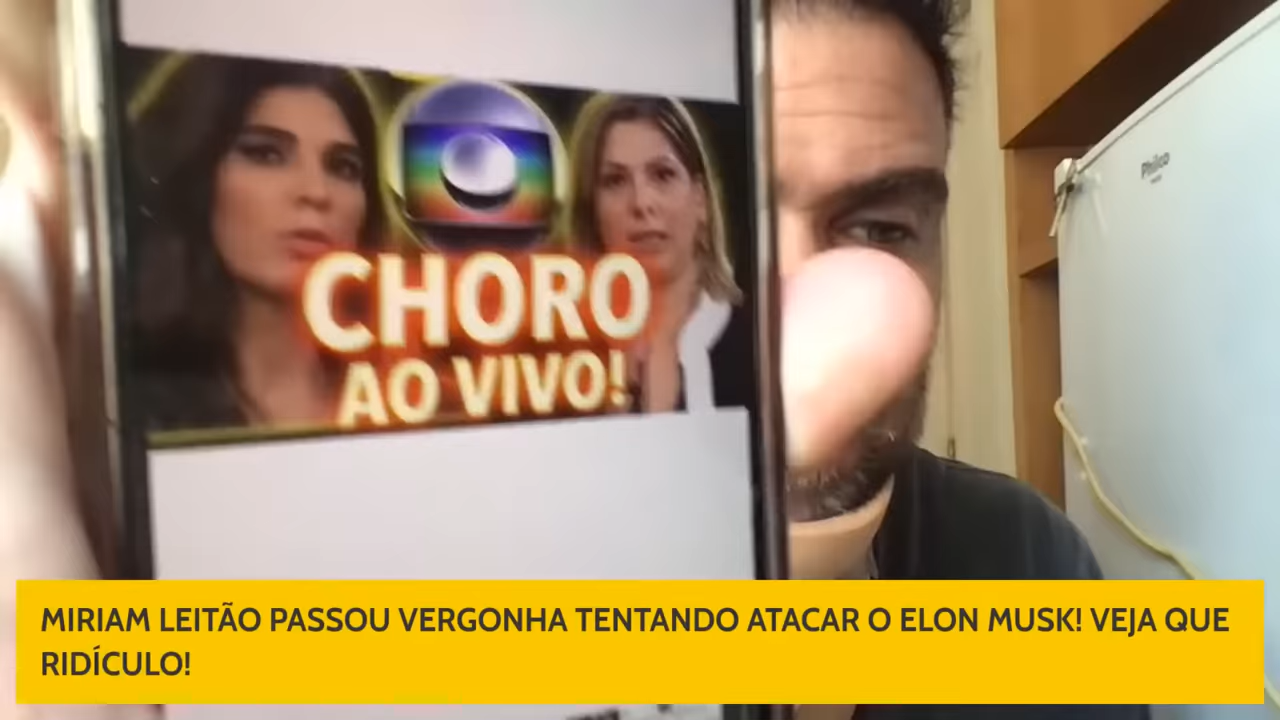 CHORO
AO VIVO!
Philco
MIRIAM LEITÃO PASSOU VERGONHA TENTANDO ATACAR O ELON MUSK! VEJA QUE
RIDÍCULO!